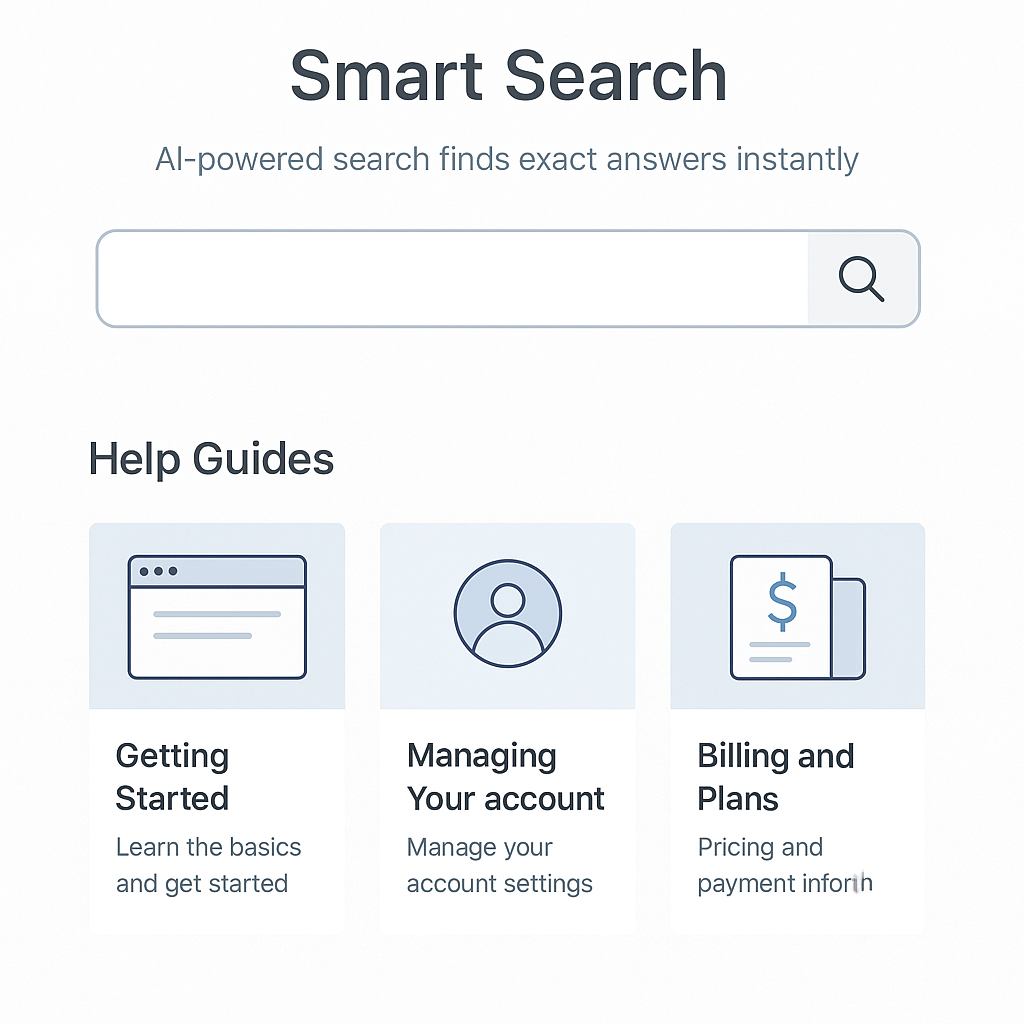 Smart Search
AI-powered search finds exact answers instantly
Help Guides
Getting
Started
Learn the basics
and get started
Managing
Your account
Manage your
account settings
$
Billing and
Plans
Pricing and
payment